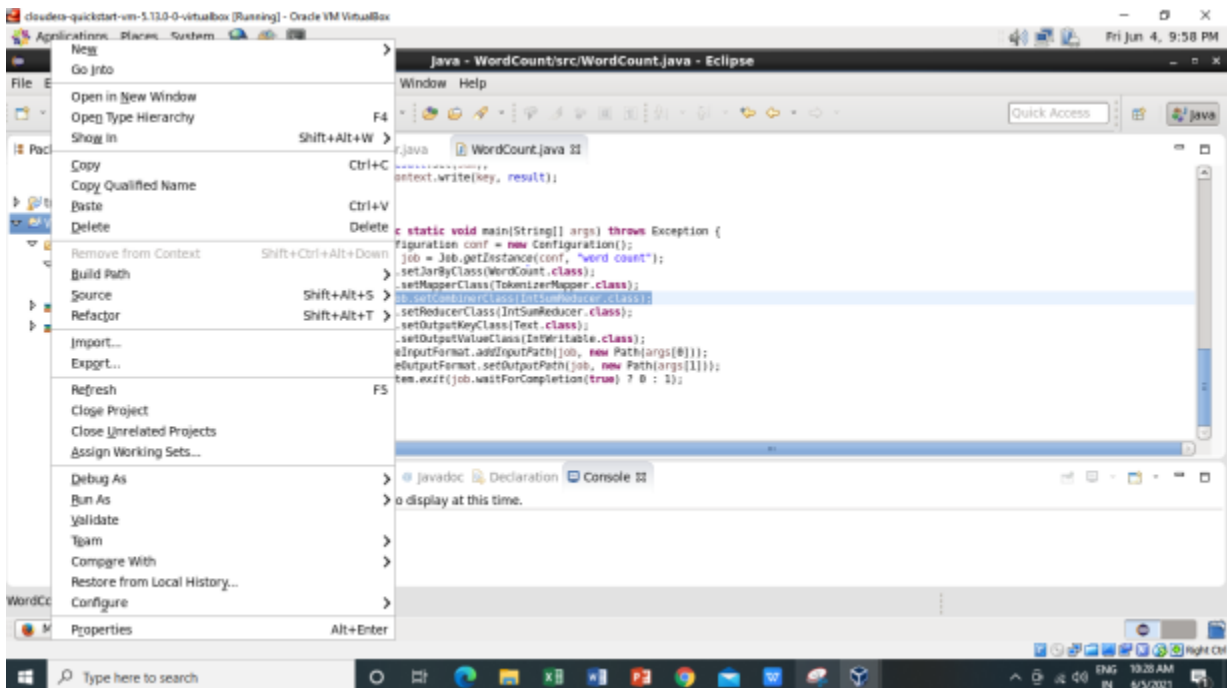 cloudera-quickstart-vm-5.13.0-0-virtualbox [Running] - Oracle VM VirtualBox
Applications Places System Fri Jun 4, 9:58 PM
Java - WordCount/src/WordCount.java - Eclipse
File E Window Help
Quick Access Java
Pac r.java WordCount.java
New
Go Into
Open in New Window
Open Type Hierarchy F4
Show In Shift+Alt+W
Copy Ctrl+C
Copy Qualified Name
Paste Ctrl+V
Delete Delete
Remove from Context Shift+Ctrl+Alt+Down
Build Path
Source Shift+Alt+S
Refactor Shift+Alt+T
Import...
Export...
Refresh F5
Close Project
Close Unrelated Projects
Assign Working Sets...
Debug As
Run As
Validate
Team
Compare With
Restore from Local History...
Configure
Properties Alt+Enter
ontext.write(key, result);
c static void main(String[] args) throws Exception {
figuration conf = new Configuration();
job = Job.getInstance(conf, "word count");
.setJarByClass(WordCount.class);
.setMapperClass(TokenizerMapper.class);
ob.setCombinerClass(IntSumReducer.class);
.setReducerClass(IntSumReducer.class);
.setOutputKeyClass(Text.class);
.setOutputValueClass(IntWritable.class);
eInputFormat.addInputPath(job, new Path(args[0]));
eOutputFormat.setOutputPath(job, new Path(args[1]));
tem.exit(job.waitForCompletion(true) ? 0 : 1);
Javadoc Declaration Console
o display at this time.
WordCo
M
Right Ctrl
Type here to search
ENG 10:28 AM
IN 6/5/2021